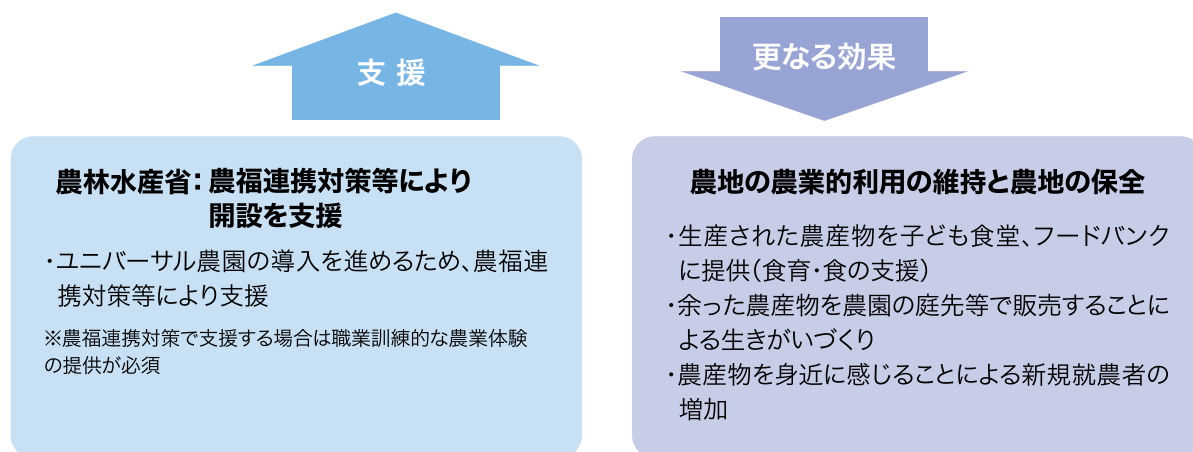 支 援
農林水産省：農福連携対策等により
開設を支援
・ユニバーサル農園の導入を進めるため、農福連
携対策等により支援
※農福連携対策で支援する場合は職業訓練的な農業体験
の提供が必須
更なる効果
農地の農業的利用の維持と農地の保全
・生産された農産物を子ども食堂、フードバンク
に提供（食育・食の支援）
・余った農産物を農園の庭先等で販売することに
よる生きがいづくり
・農産物を身近に感じることによる新規就農者の
増加